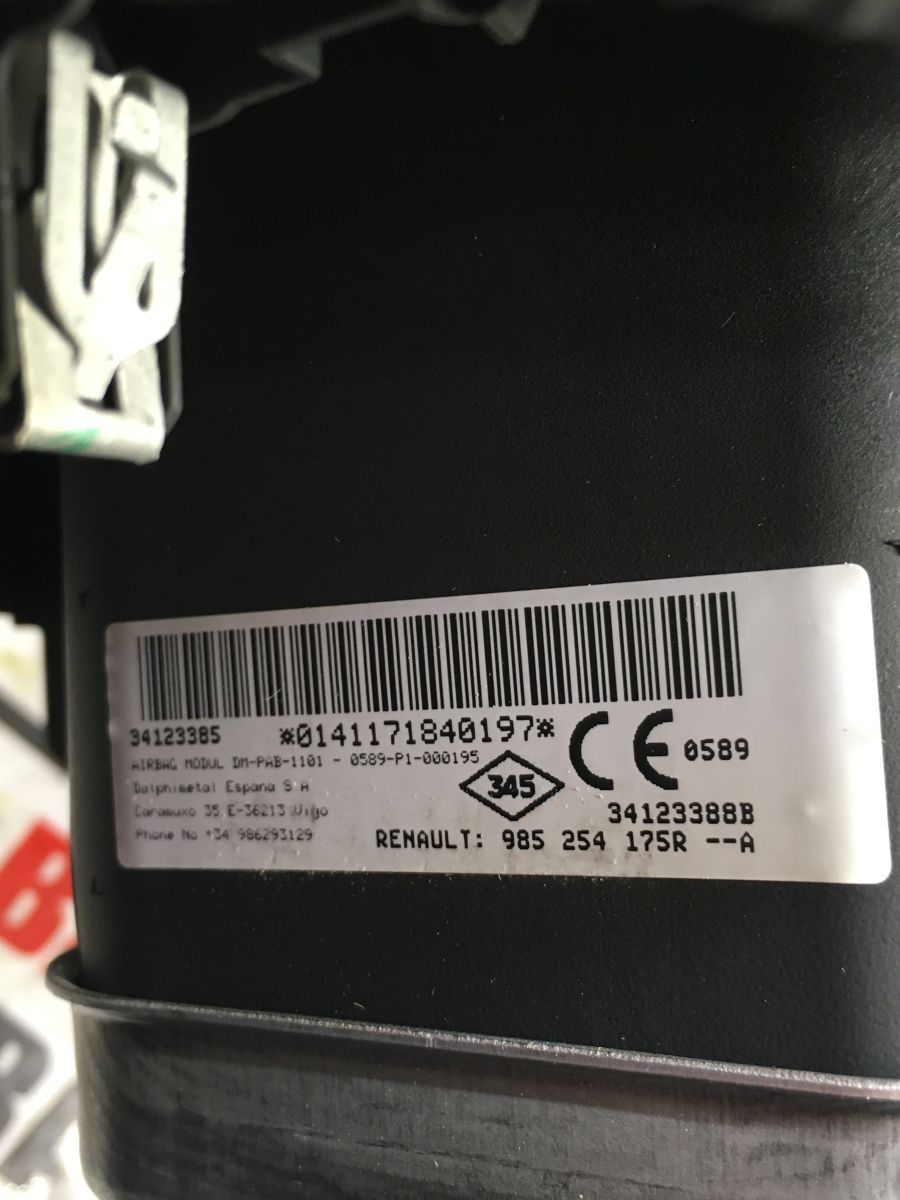 34123385 *0141171840197*
AIRBAG MODUL DM-PAB-1101 - 0589-P1-000195
Dalphimetal Espana S A
Caramuxo 35 E-36213 Vigo
Phone No +34 986293129
345
CE 0589
34123388B
RENAULT: 985 254 175R --A
B